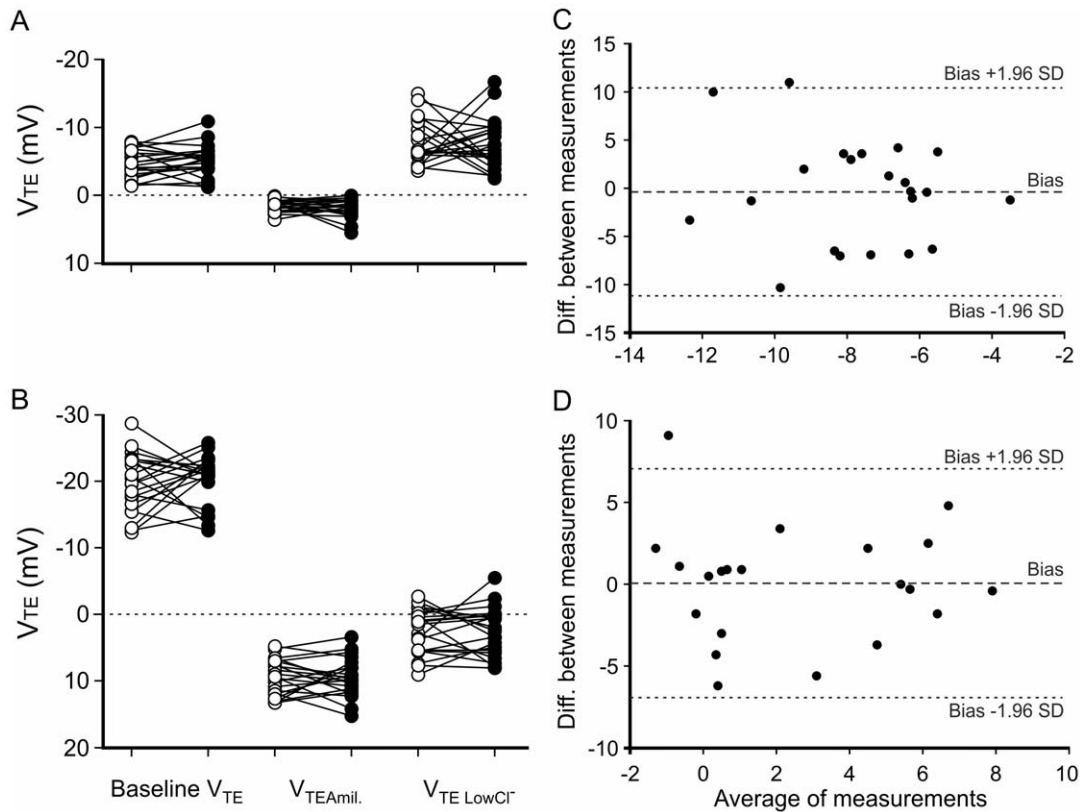 A
V_TE (mV)
-20
-10
0
10
B
V_TE (mV)
-30
-20
-10
0
10
20
Baseline V_TE
V_TEAmil.
V_TE LowCl⁻
C
Diff. between measurements
15
10
5
0
-5
-10
-15
Bias +1.96 SD
Bias
Bias -1.96 SD
-14 -12 -10 -8 -6 -4 -2
D
Diff. between measurements
10
5
0
-5
-10
Bias +1.96 SD
Bias
Bias -1.96 SD
-2 0 2 4 6 8 10
Average of measurements